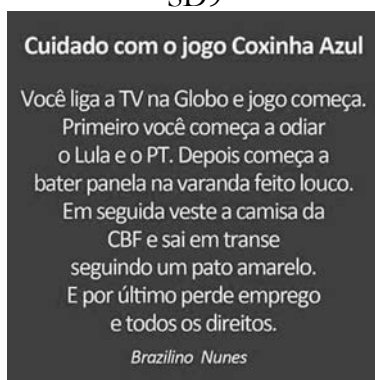 SD9
Cuidado com o jogo Coxinha Azul
Você liga a TV na Globo e jogo começa.
Primeiro você começa a odiar
o Lula e o PT. Depois começa a
bater panela na varanda feito louco.
Em seguida veste a camisa da
CBF e sai em transe
seguindo um pato amarelo.
E por último perde emprego
e todos os direitos.
Brazilino Nunes